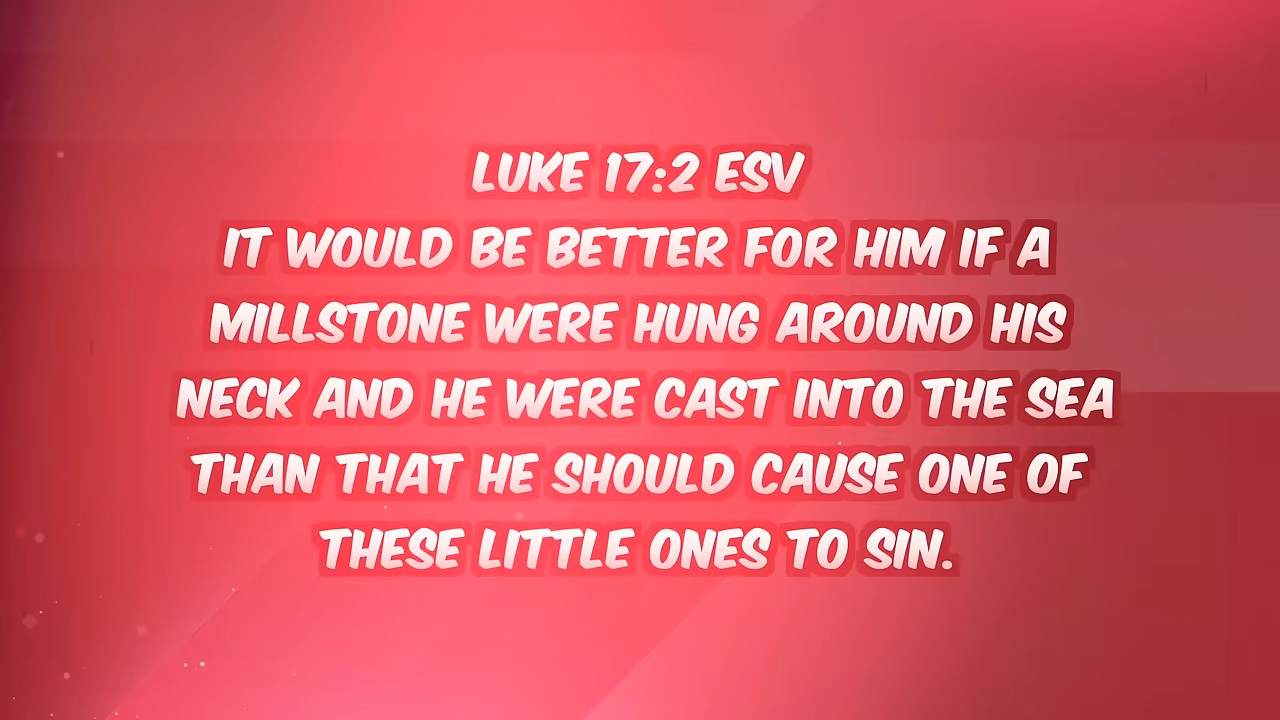 LUKE 17:2 ESV
IT WOULD BE BETTER FOR HIM IF A
MILLSTONE WERE HUNG AROUND HIS
NECK AND HE WERE CAST INTO THE SEA
THAN THAT HE SHOULD CAUSE ONE OF
THESE LITTLE ONES TO SIN.